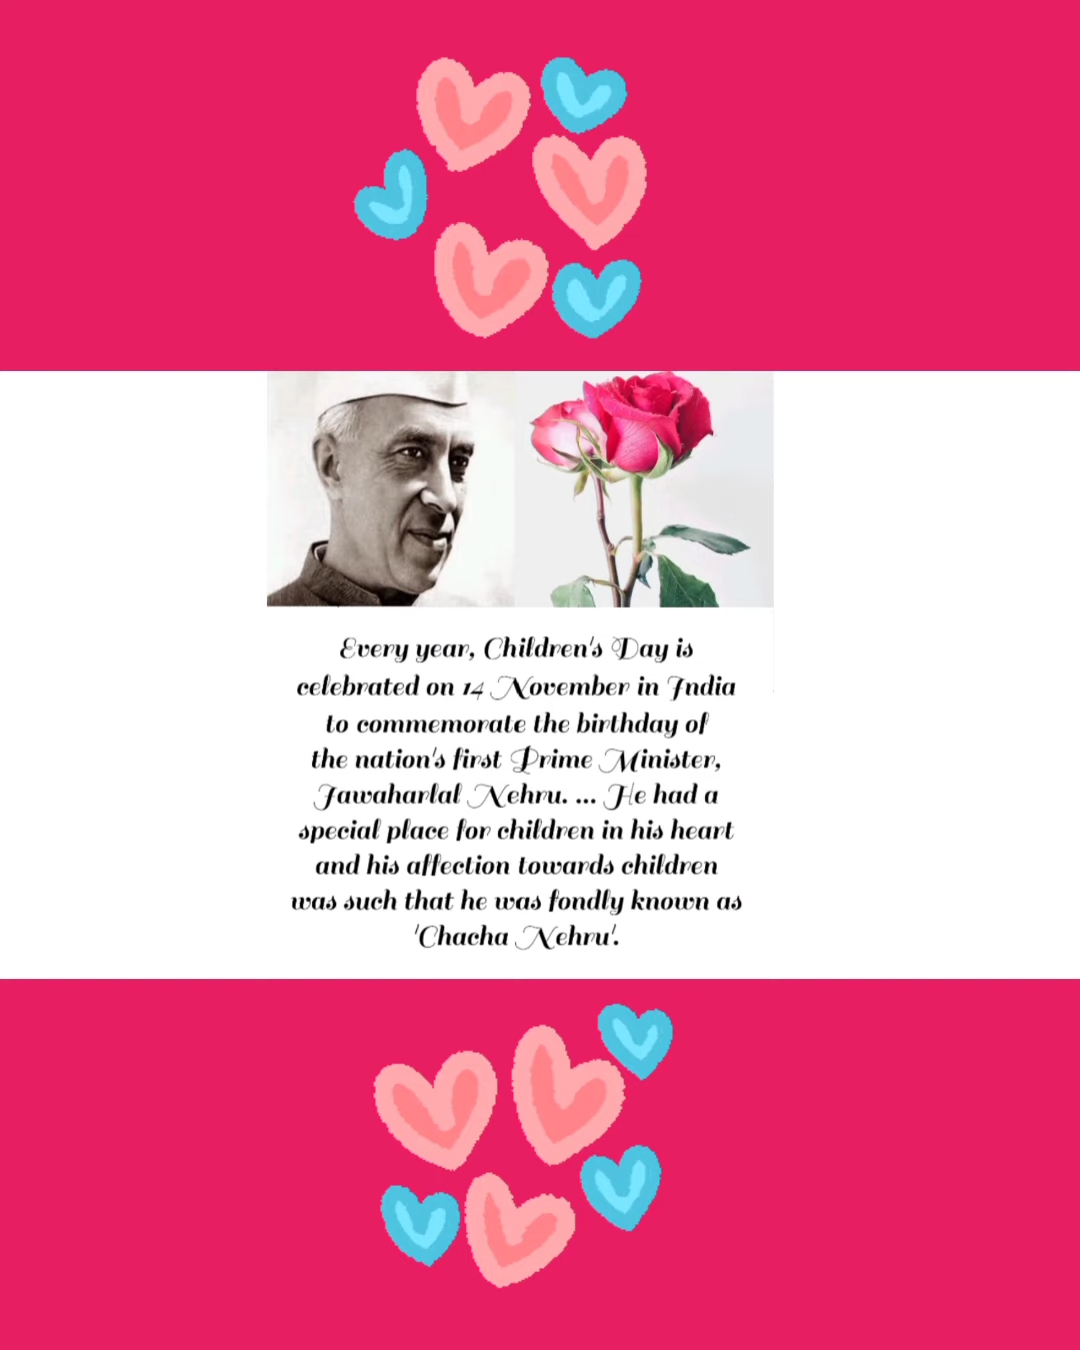 Every year, Children's Day is
celebrated on 14 November in India
to commemorate the birthday of
the nation's first Prime Minister,
Jawaharlal Nehru. ... He had a
special place for children in his heart
and his affection towards children
was such that he was fondly known as
'Chacha Nehru'.